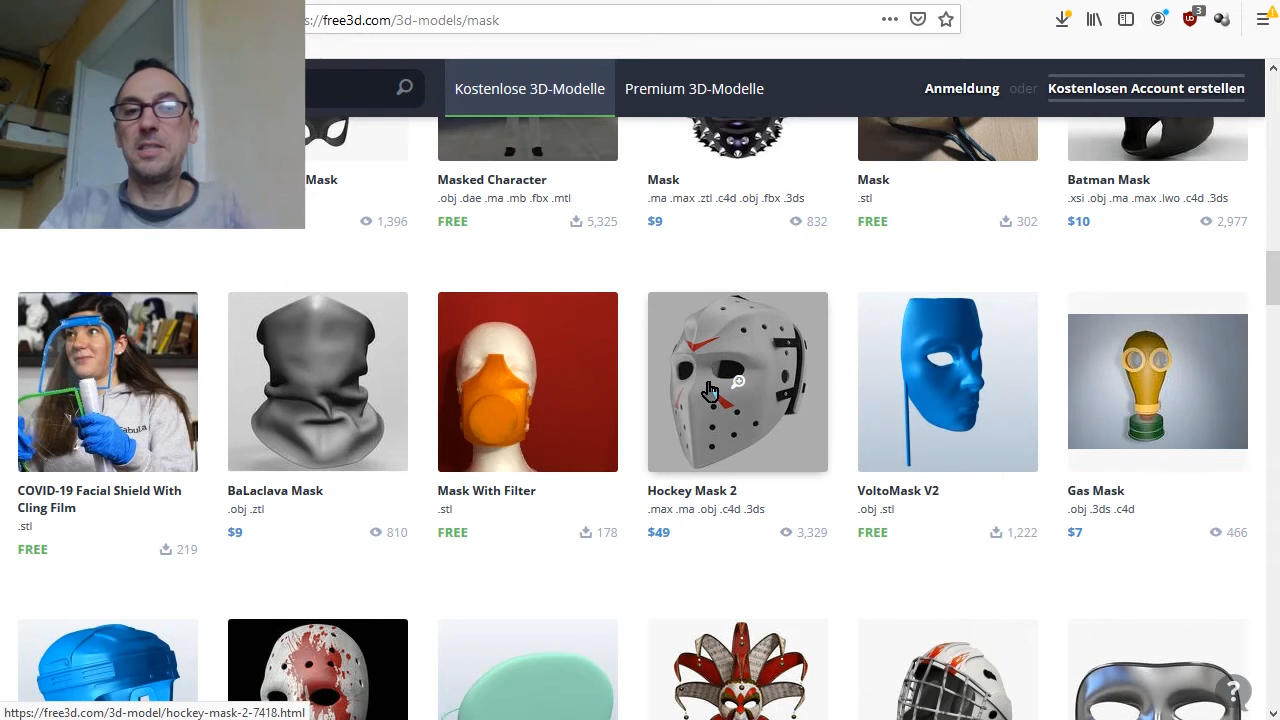 s://free3d.com/3d-models/mask
3
Kostenlose 3D-Modelle
Premium 3D-Modelle
Anmeldung oder Kostenlosen Account erstellen
Mask
1,396
Masked Character
.obj .dae .ma .mb .fbx .mtl
FREE
5,325
Mask
.ma .max .ztl .c4d .obj .fbx .3ds
$9
832
Mask
.stl
FREE
302
Batman Mask
.xsi .obj .ma .max .lwo .c4d .3ds
$10
2,977
COVID-19 Facial Shield With
Cling Film
.stl
FREE
219
BaLaclava Mask
.obj .ztl
$9
810
Mask With Filter
.stl
FREE
178
Hockey Mask 2
.max .ma .obj .c4d .3ds
$49
3,329
VoltoMask V2
.obj .stl
FREE
1,222
Gas Mask
.obj .3ds .c4d
$7
466
?
https://free3d.com/3d-model/hockey-mask-2-7418.html